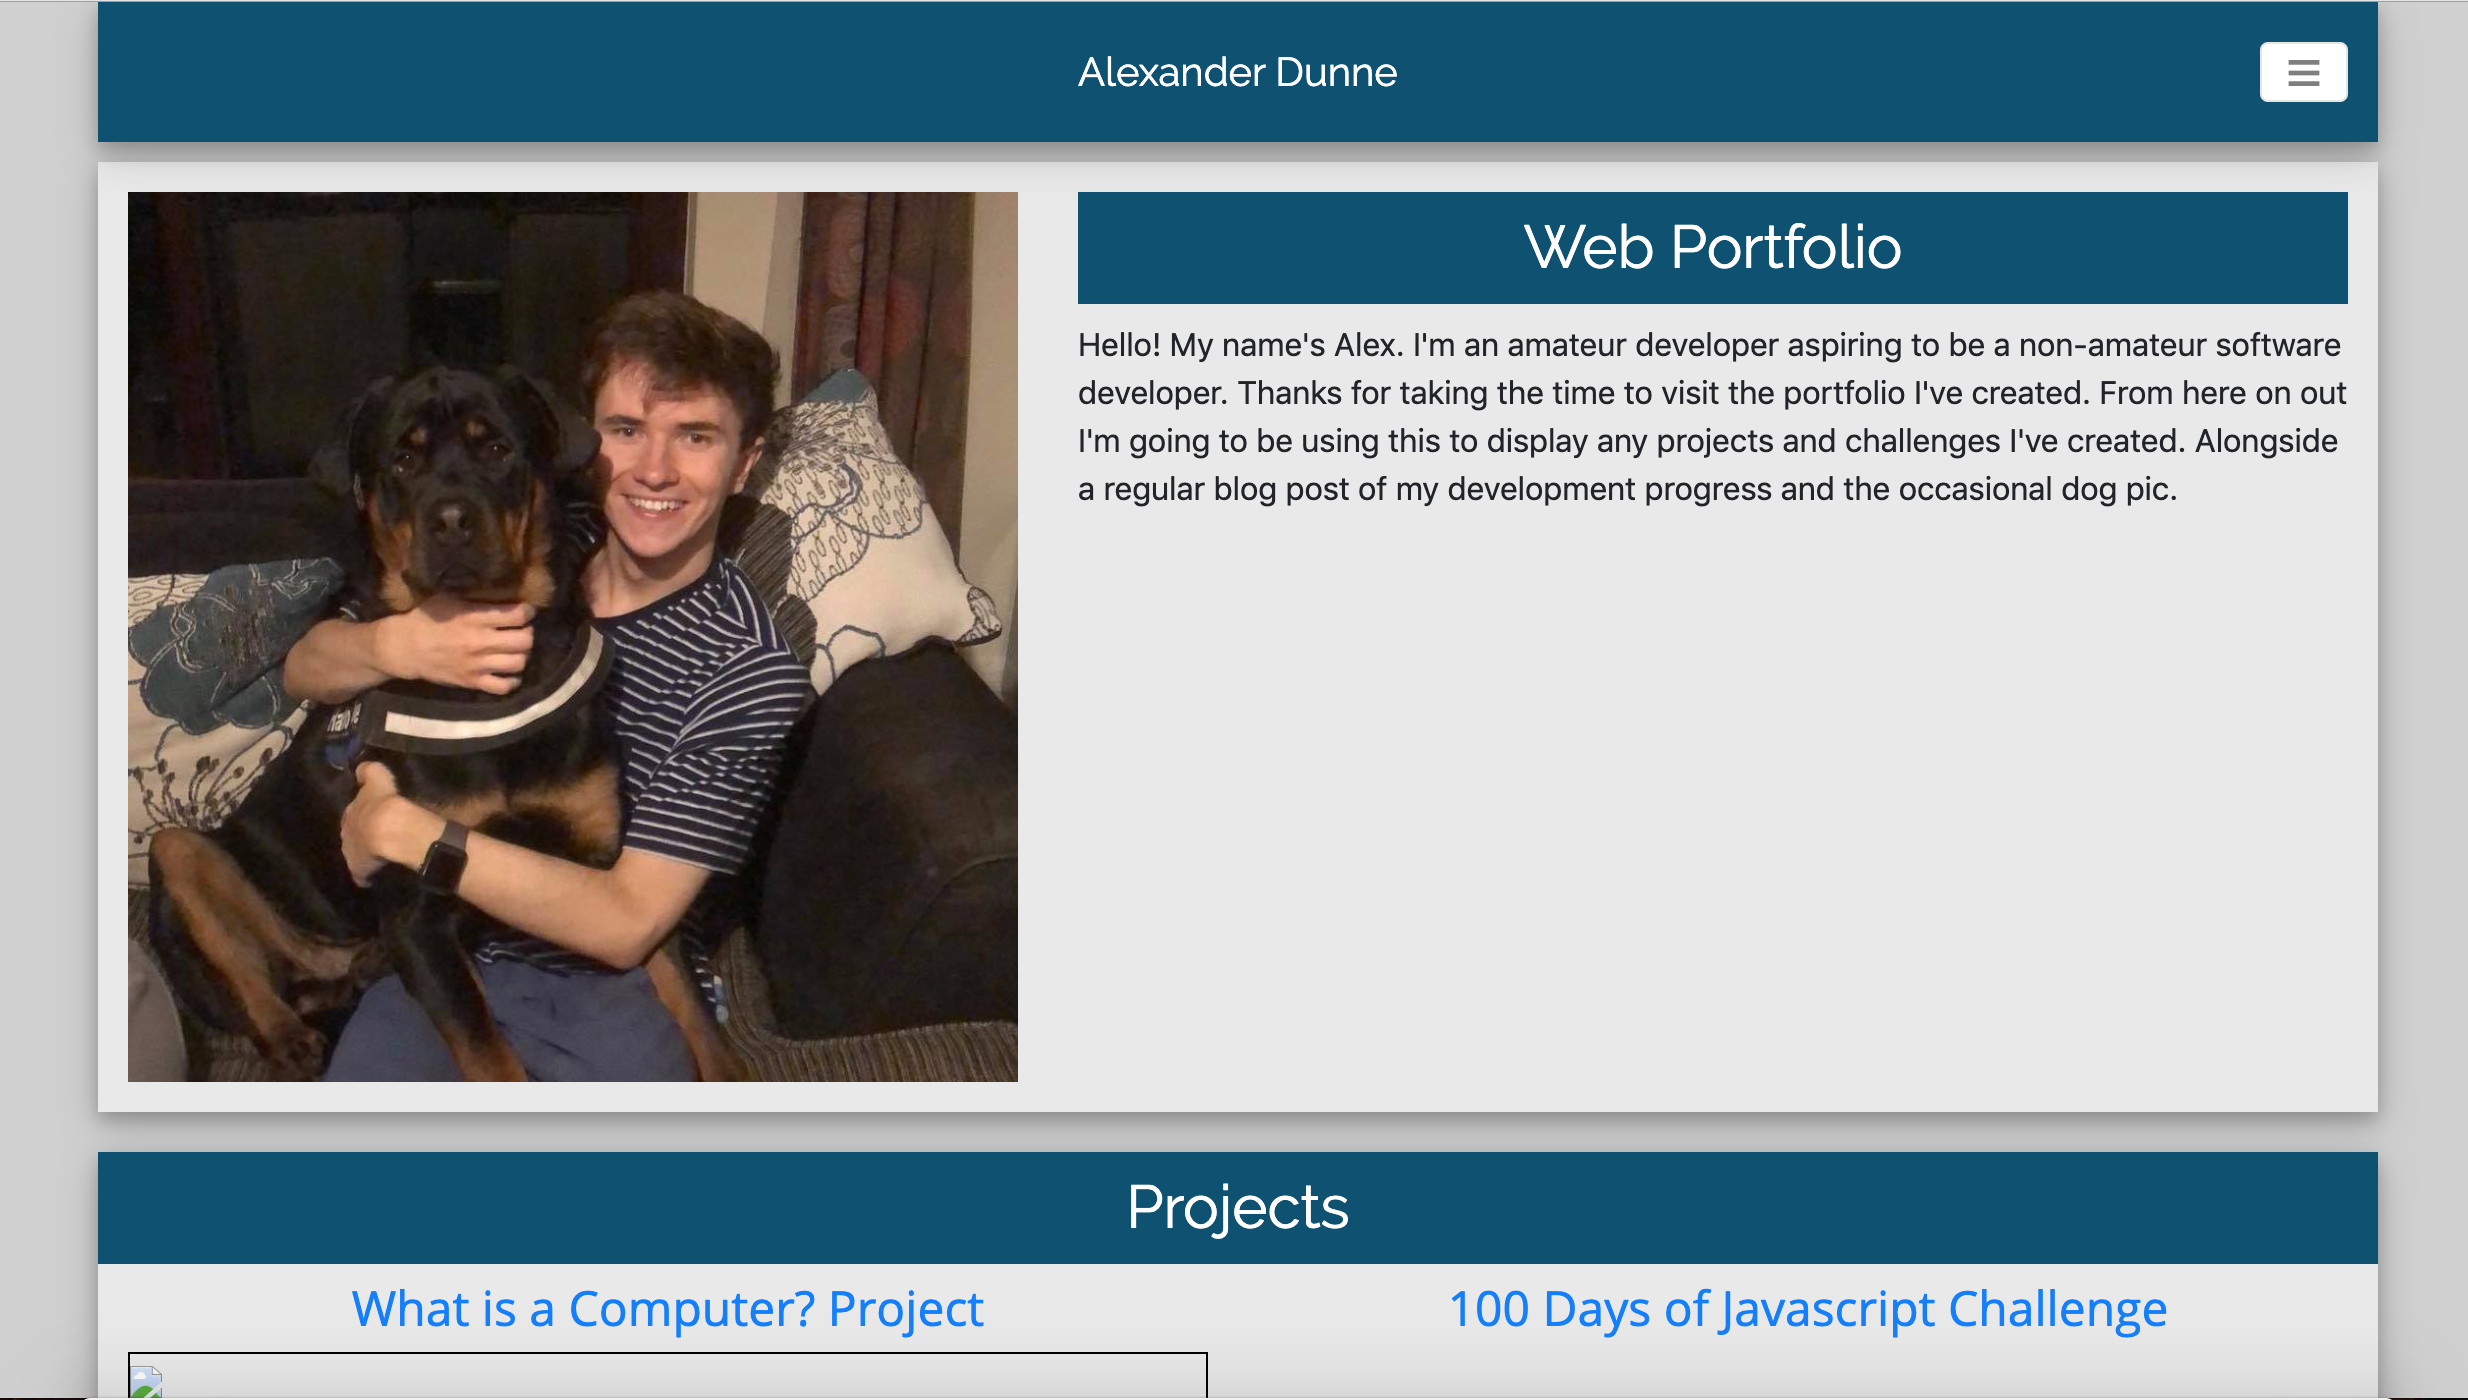 Alexander Dunne
Web Portfolio
Hello! My name's Alex. I'm an amateur developer aspiring to be a non-amateur software
developer. Thanks for taking the time to visit the portfolio I've created. From here on out
I'm going to be using this to display any projects and challenges I've created. Alongside
a regular blog post of my development progress and the occasional dog pic.
Projects
What is a Computer? Project
100 Days of Javascript Challenge